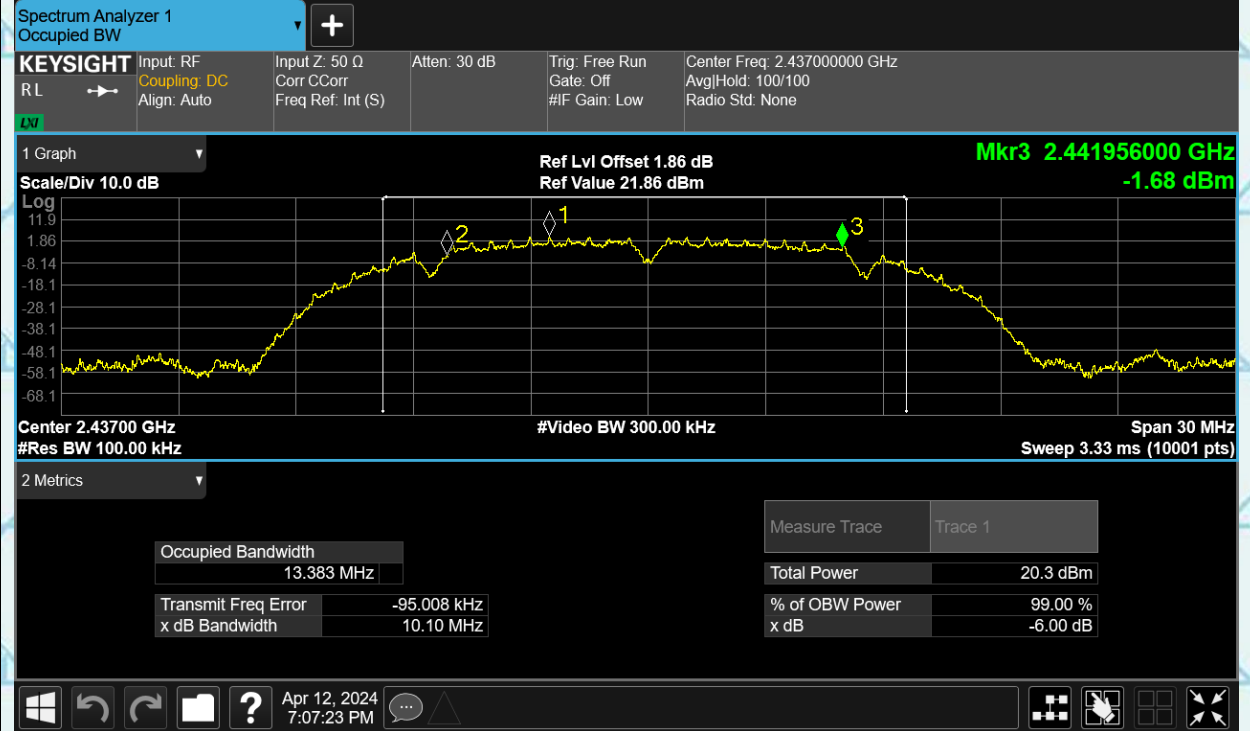 Spectrum Analyzer 1
Occupied BW
KEYSIGHT
R L
LXI
Input: RF
Coupling: DC
Align: Auto
Input Z: 50 Ω
Corr CCorr
Freq Ref: Int (S)
Atten: 30 dB
Trig: Free Run
Gate: Off
#IF Gain: Low
Center Freq: 2.437000000 GHz
Avg|Hold: 100/100
Radio Std: None
1 Graph
Scale/Div 10.0 dB
Ref Lvl Offset 1.86 dB
Ref Value 21.86 dBm
Mkr3 2.441956000 GHz
-1.68 dBm
Log
11.9
1.86
-8.14
-18.1
-28.1
-38.1
-48.1
-58.1
-68.1
2
1
3
Center 2.43700 GHz
#Video BW 300.00 kHz
Span 30 MHz
#Res BW 100.00 kHz
Sweep 3.33 ms (10001 pts)
2 Metrics
Measure Trace Trace 1
Occupied Bandwidth
13.383 MHz
Total Power 20.3 dBm
Transmit Freq Error -95.008 kHz
% of OBW Power 99.00 %
x dB Bandwidth 10.10 MHz
x dB -6.00 dB
?
Apr 12, 2024
7:07:23 PM